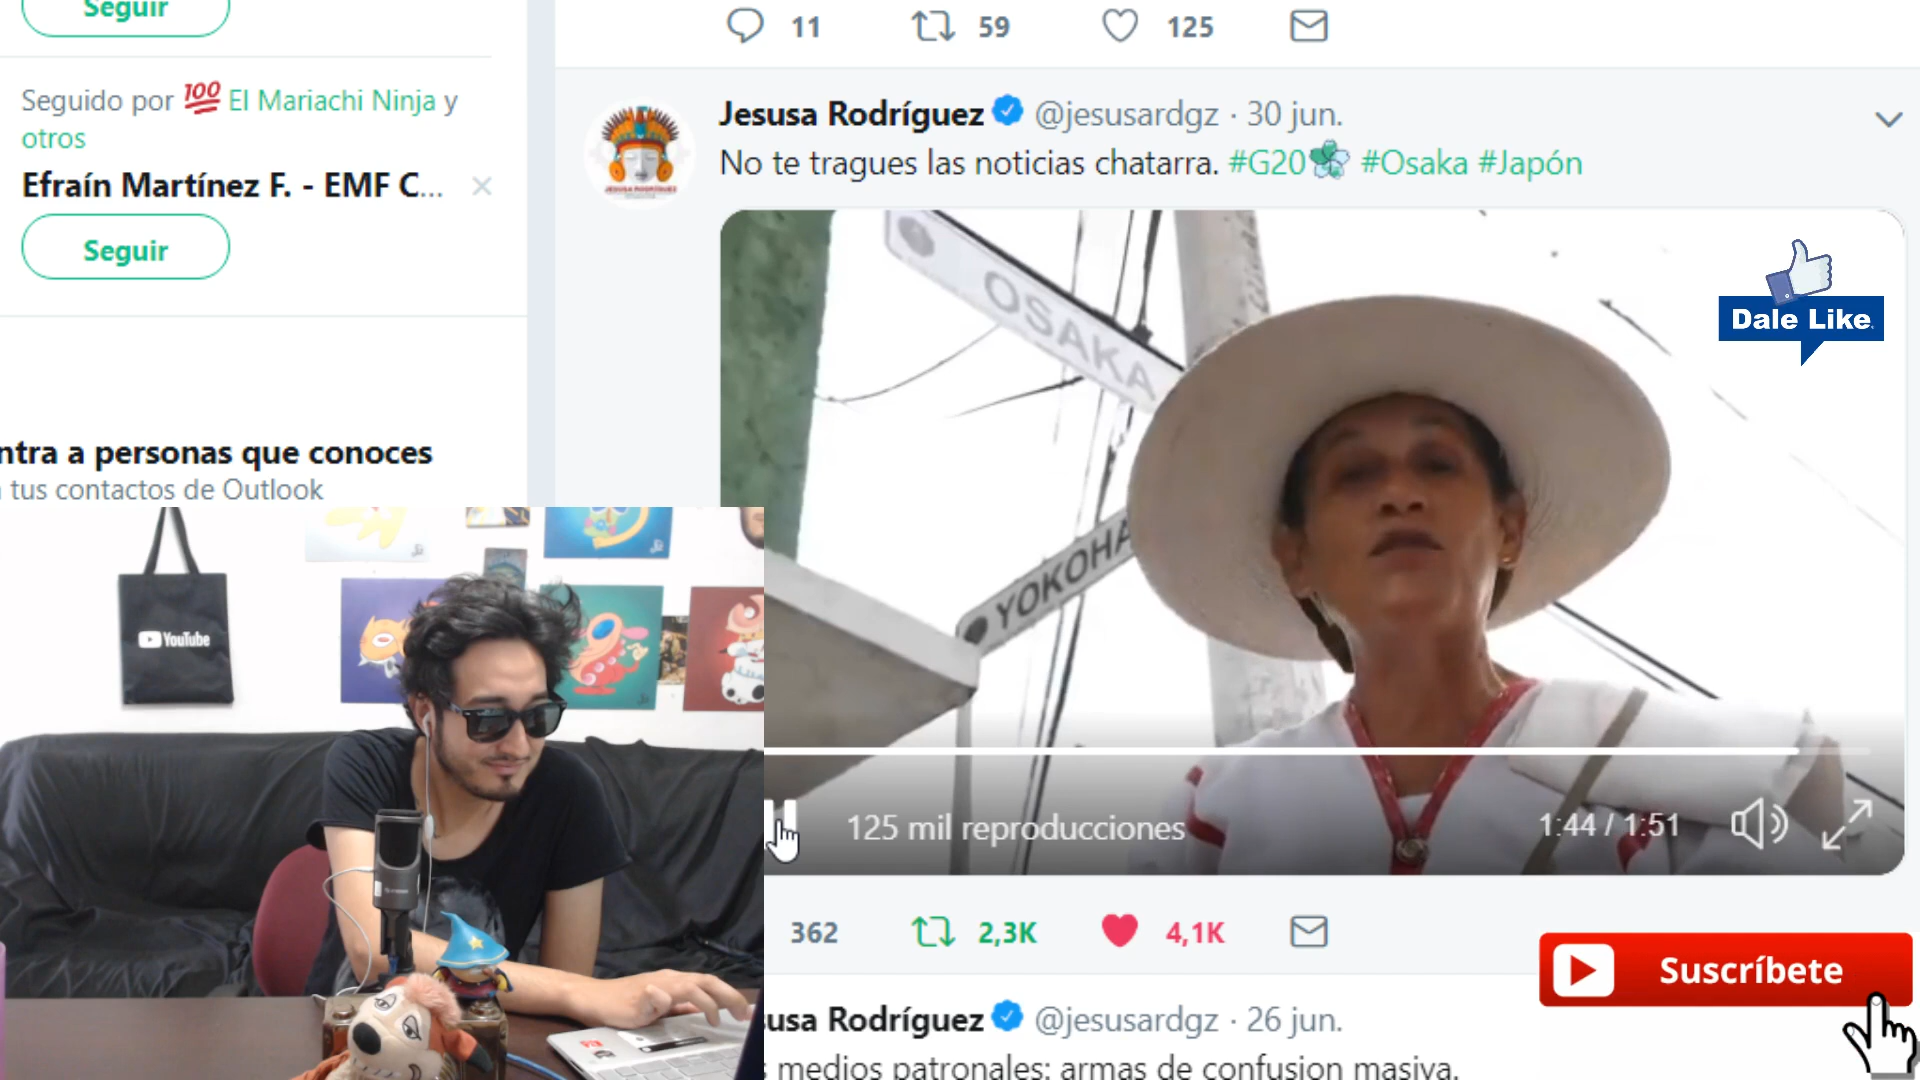 Seguir
Seguido por 💯 El Mariachi Ninja y
otros
Efraín Martínez F. - EMF C...
Seguir
ntra a personas que conoces
tus contactos de Outlook
YouTube
11 59 125
Jesusa Rodríguez @jesusardgz · 30 jun.
No te tragues las noticias chatarra. #G20 #Osaka #Japón
OSAKA
YOKOHA
Dale Like
125 mil reproducciones
1:44 / 1:51
362 2,3K 4,1K
Suscríbete
usa Rodríguez @jesusardgz · 26 jun.
medios patronales: armas de confusion masiva.